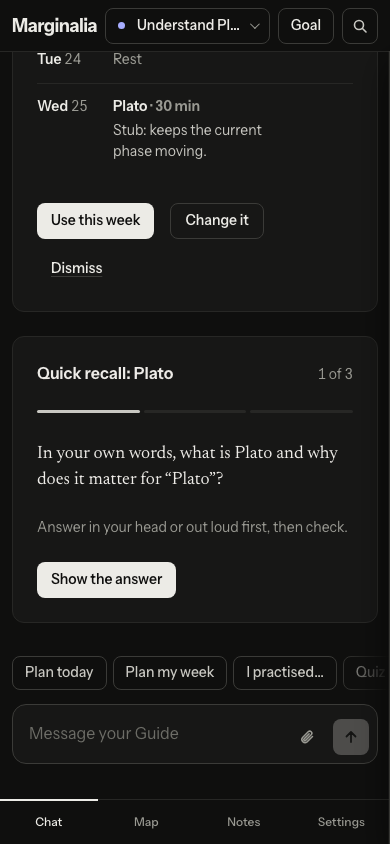 Marginalia
Understand Pl...
Goal
Tue 24 Rest
Wed 25 Plato · 30 min
Stub: keeps the current
phase moving.
Use this week
Change it
Dismiss
Quick recall: Plato
1 of 3
In your own words, what is Plato and why
does it matter for “Plato”?
Answer in your head or out loud first, then check.
Show the answer
Plan today
Plan my week
I practised...
Quiz
Message your Guide
Chat
Map
Notes
Settings